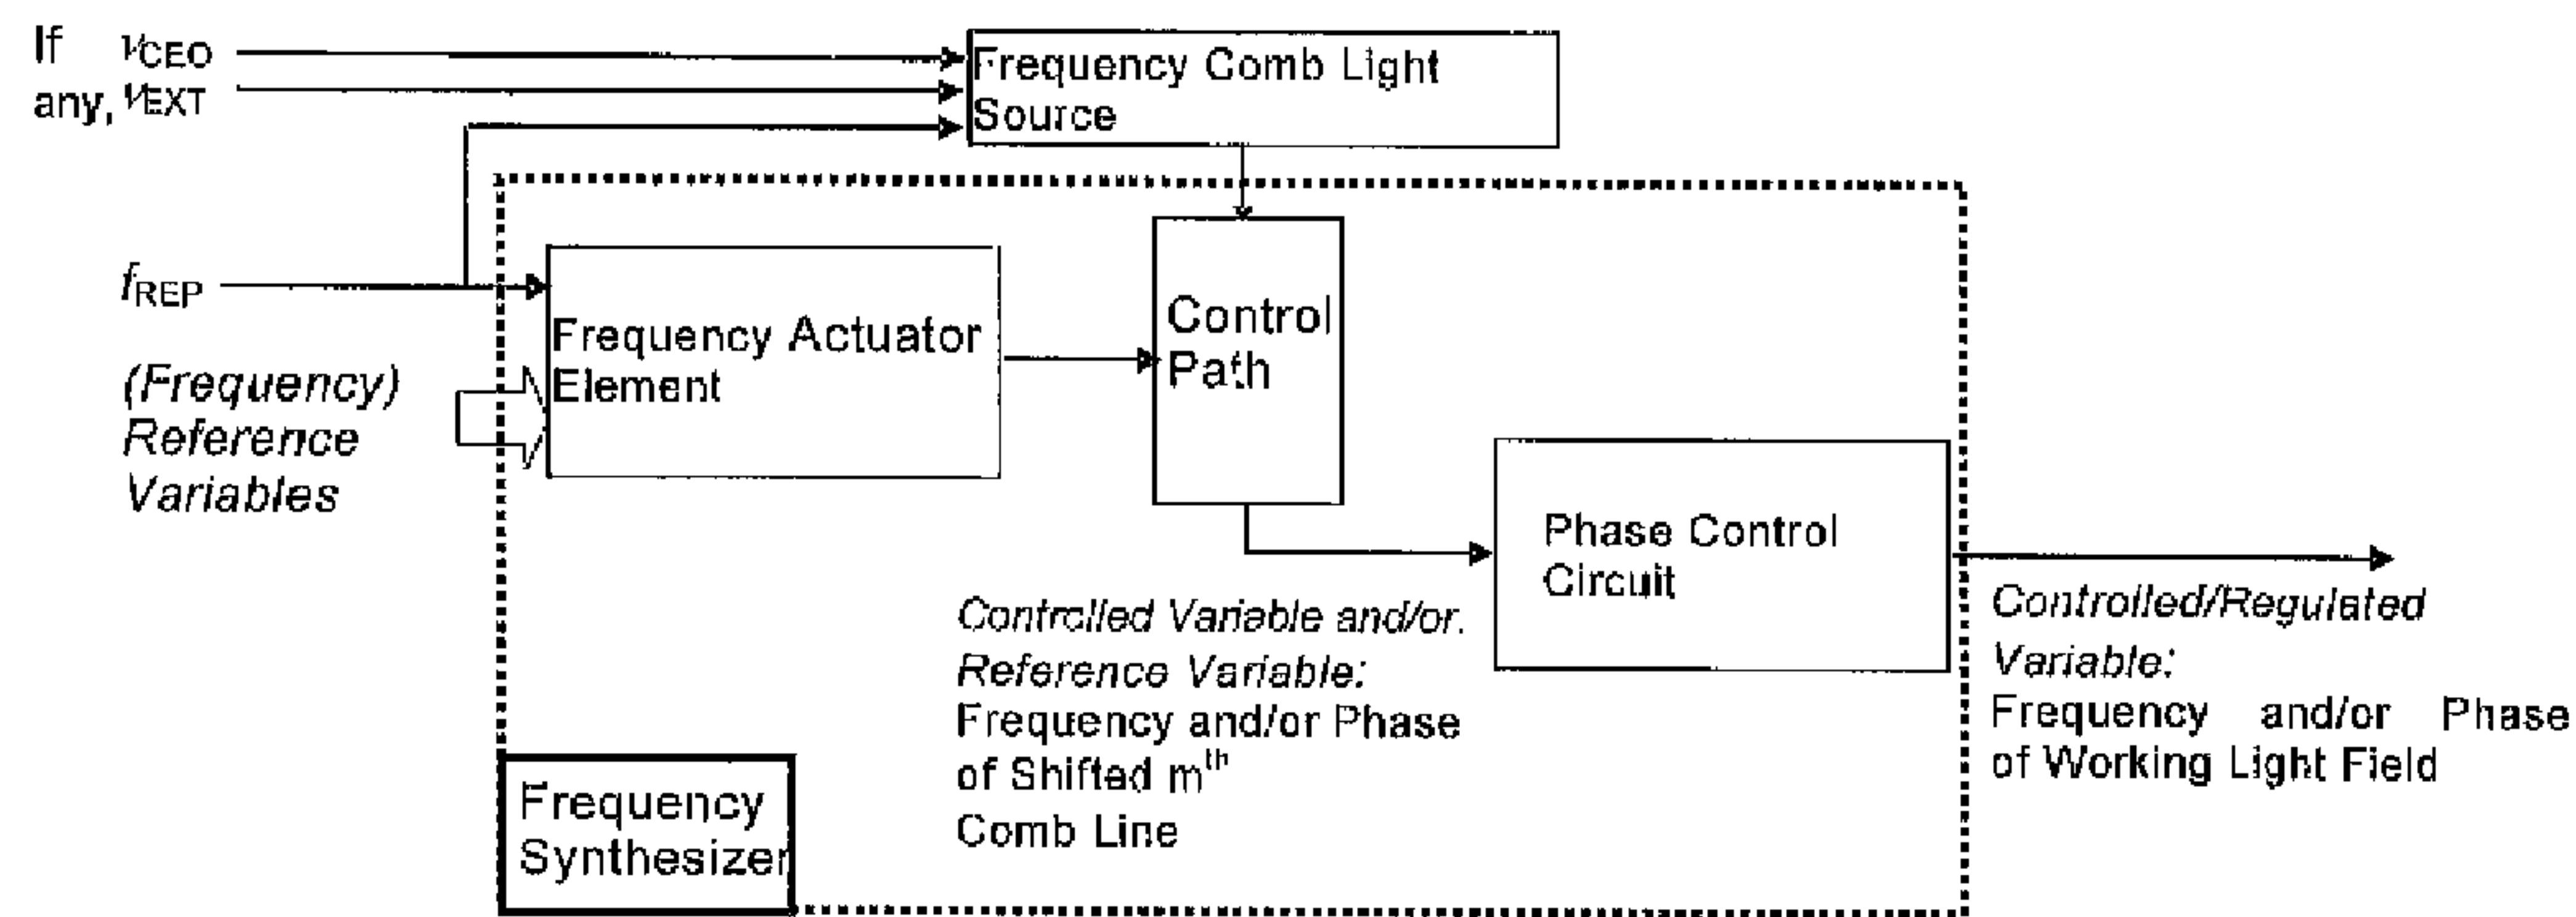 If νCEO
any, νEXT
Frequency Comb Light
Source
fREP
(Frequency)
Reference
Variables
Frequency Actuator
Element
Control
Path
Phase Control
Circuit
Controlled Variable and/or.
Reference Variable:
Frequency and/or Phase
of Shifted mth
Comb Line
Controlled/Regulated
Variable:
Frequency and/or Phase
of Working Light Field
Frequency
Synthesizer